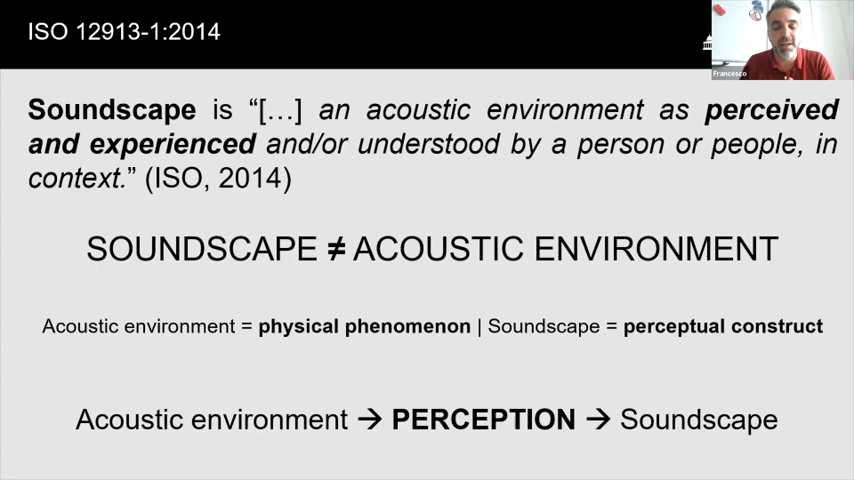 ISO 12913-1:2014
Francesco
Soundscape is “[…] an acoustic environment as perceived
and experienced and/or understood by a person or people, in
context.” (ISO, 2014)
SOUNDSCAPE ≠ ACOUSTIC ENVIRONMENT
Acoustic environment = physical phenomenon | Soundscape = perceptual construct
Acoustic environment → PERCEPTION → Soundscape